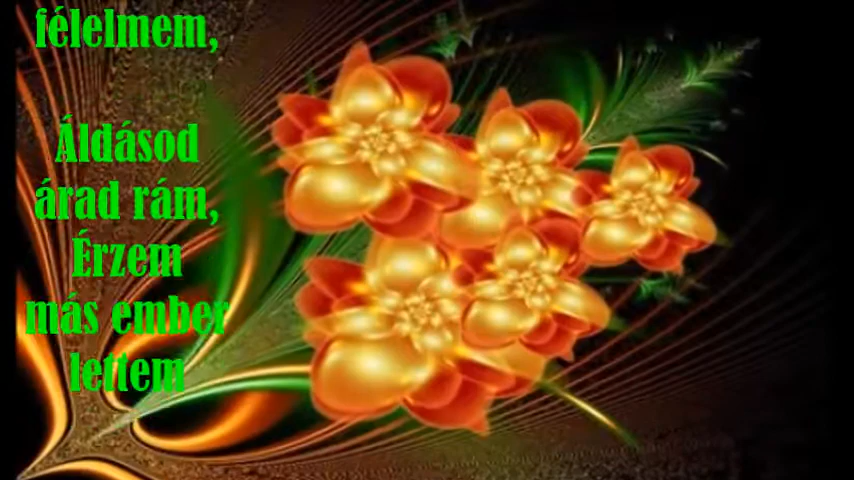 félelmem,
Áldásod
árad rám,
Érzem
más ember
lettem